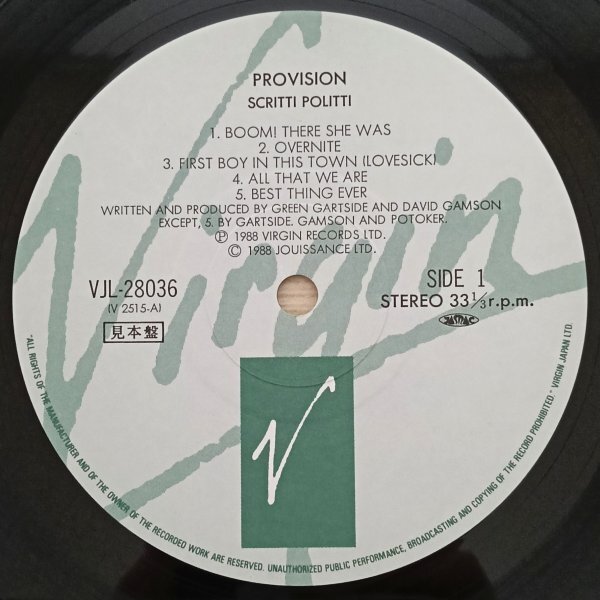 PROVISION
SCRITTI POLITTI
1. BOOM! THERE SHE WAS
2. OVERNITE
3. FIRST BOY IN THIS TOWN (LOVESICK)
4. ALL THAT WE ARE
5. BEST THING EVER
WRITTEN AND PRODUCED BY GREEN GARTSIDE AND DAVID GAMSON
EXCEPT, 5. BY GARTSIDE. GAMSON AND POTOKER.
Ⓟ 1988 VIRGIN RECORDS LTD.
© 1988 JOUISSANCE LTD.
Virgin
VJL-28036
(V 2515-A)
見本盤
SIDE 1
STEREO 33 1/3 r.p.m.
JASRAC
V
"ALL RIGHTS OF THE MANUFACTURER AND OF THE OWNER OF THE RECORDED WORK ARE RESERVED. UNAUTHORIZED PUBLIC PERFORMANCE, BROADCASTING AND COPYING OF THE RECORD PROHIBITED." VIRGIN JAPAN LTD.